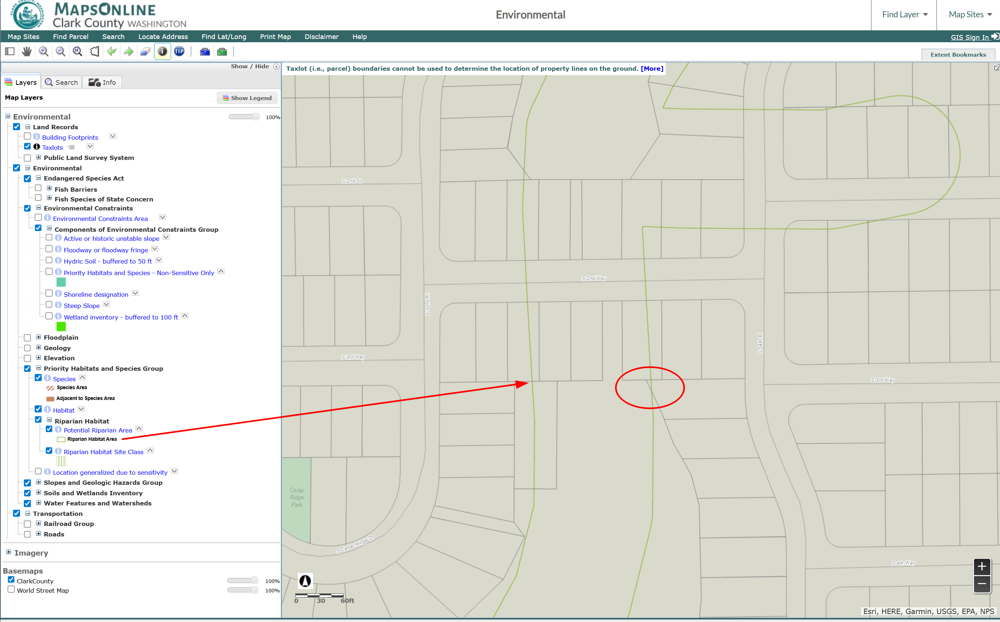 MAPSONLINE
Clark County WASHINGTON
Environmental
Find Layer
Map Sites
Map Sites
Find Parcel
Search
Locate Address
Find Lat/Long
Print Map
Disclaimer
Help
GIS Sign In
TIP
Extent Bookmarks
Show / Hide
Taxlot (i.e., parcel) boundaries cannot be used to determine the location of property lines on the ground. [More]
Layers
Search
Info
Map Layers
Show Legend
Environmental
100%
Land Records
Building Footprints
Taxlots
Public Land Survey System
Environmental
Endangered Species Act
Fish Barriers
Fish Species of State Concern
Environmental Constraints
Environmental Constraints Area
Components of Environmental Constraints Group
Active or historic unstable slope
Floodway or floodway fringe
Hydric Soil - buffered to 50 ft
Priority Habitats and Species - Non-Sensitive Only
Shoreline designation
Steep Slope
Wetland inventory - buffered to 100 ft
Floodplain
Geology
Elevation
Priority Habitats and Species Group
Species
Species Area
Adjacent to Species Area
Habitat
Riparian Habitat
Potential Riparian Area
Riparian Habitat Area
Riparian Habitat Site Class
Location generalized due to sensitivity
Slopes and Geologic Hazards Group
Soils and Wetlands Inventory
Water Features and Watersheds
Transportation
Railroad Group
Roads
Imagery
Basemaps
ClarkCounty
100%
World Street Map
100%
S 2nd St
S 2nd Way
S 32nd Pl
S 34th Pl
S 3rd Way
S 3rd Way
Cedar
Ridge
Park
S Cedar Ridge Dr
S 4th Way
0 30 60ft
Esri, HERE, Garmin, USGS, EPA, NPS